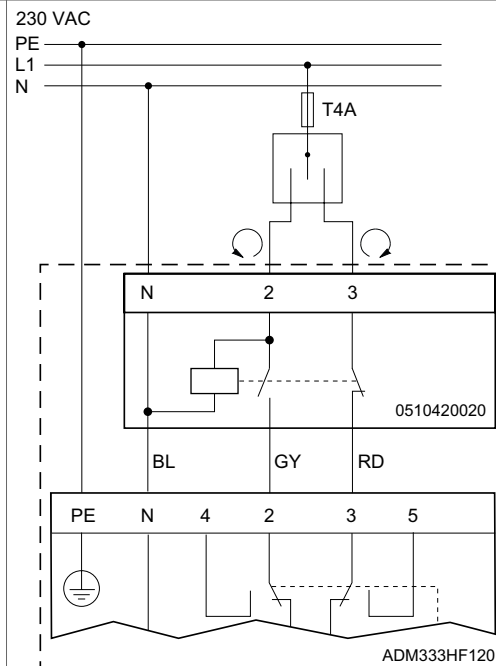 230 VAC
PE
L1
N
T4A
N 2 3
0510420020
BL GY RD
PE N 4 2 3 5
ADM333HF120